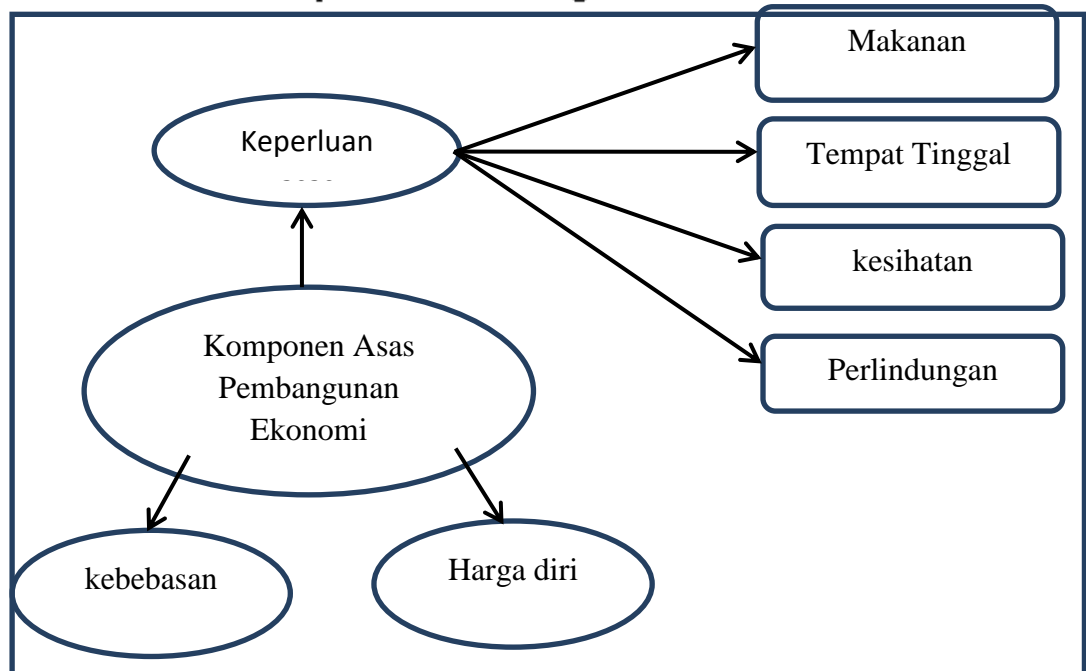 Makanan
Keperluan
Tempat Tinggal
kesihatan
Komponen Asas
Pembangunan
Ekonomi
Perlindungan
kebebasan
Harga diri